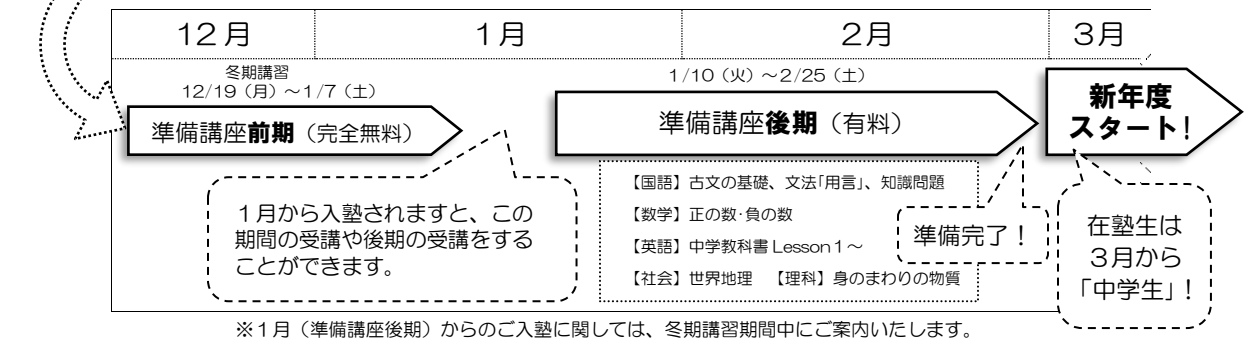 12月 1月 2月 3月
冬期講習
12/19（月）～1/7（土）
1/10（火）～2/25（土）
準備講座前期（完全無料）
準備講座後期（有料）
新年度
スタート!
1月から入塾されますと、この
期間の受講や後期の受講をする
ことができます。
【国語】古文の基礎、文法「用言」、知識問題
【数学】正の数・負の数
【英語】中学教科書 Lesson1～
【社会】世界地理 【理科】身のまわりの物質
準備完了！
在塾生は
3月から
「中学生」！
※1月（準備講座後期）からのご入塾に関しては、冬期講習期間中にご案内いたします。